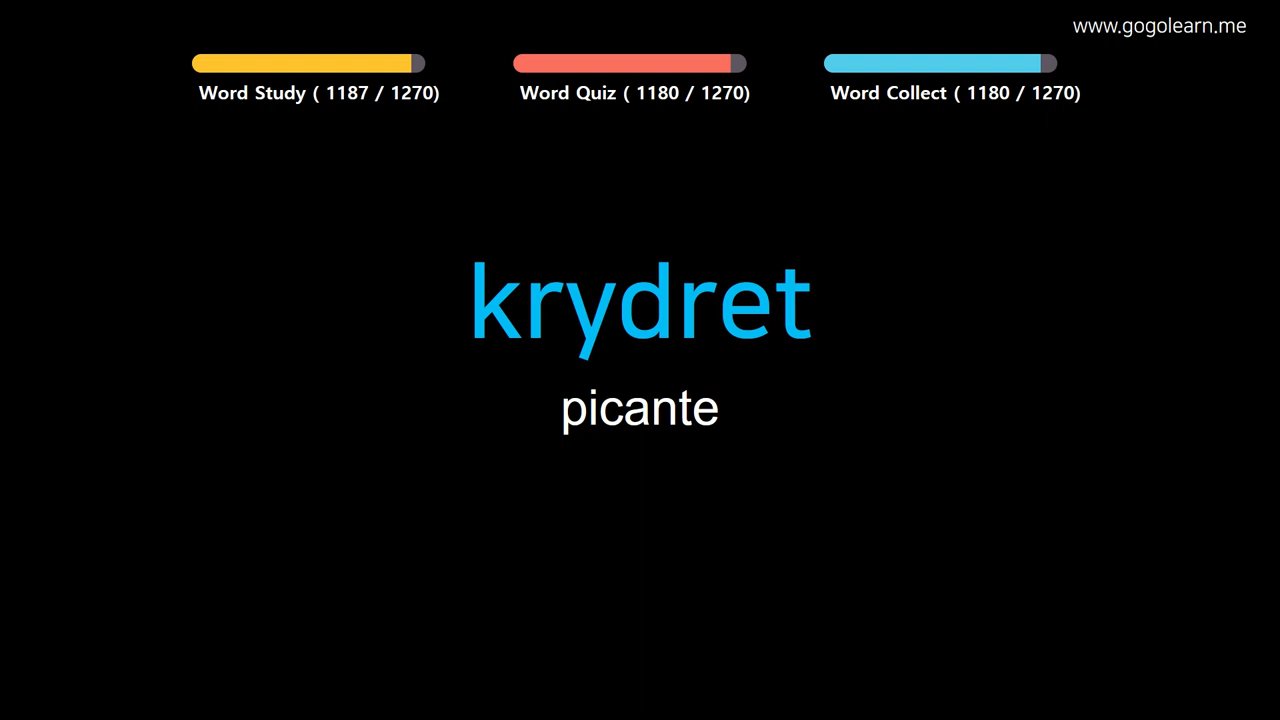 www.gogolearn.me
Word Study ( 1187 / 1270)
Word Quiz ( 1180 / 1270)
Word Collect ( 1180 / 1270)
krydret
picante